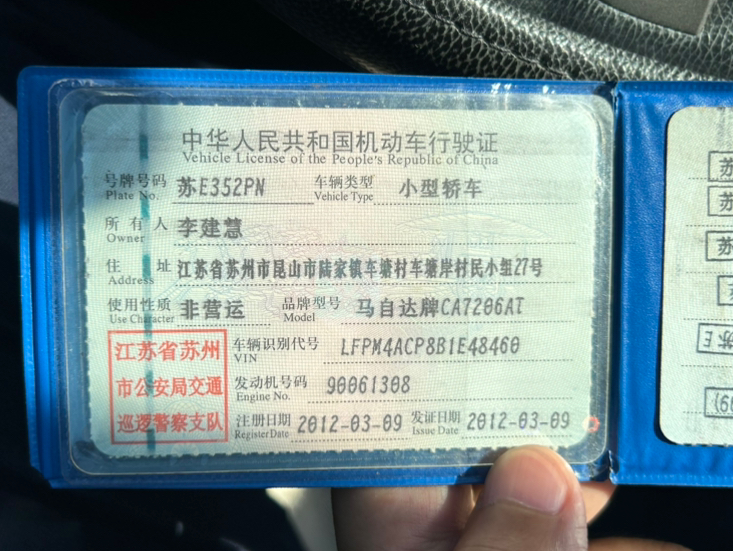 中华人民共和国机动车行驶证
Vehicle License of the People's Republic of China
号牌号码 苏E352PN 车辆类型 小型轿车
Plate No. Vehicle Type
所有人 李建慧
Owner
住址 江苏省苏州市昆山市陆家镇车塘村车塘岸村民小组27号
Address
使用性质 非营运 品牌型号 马自达牌CA7206AT
Use Character Model
江苏省苏州
市公安局交通
巡逻警察支队
车辆识别代号 LFPM4ACP8B1E48460
VIN
发动机号码 90061308
Engine No.
注册日期 2012-03-09 发证日期 2012-03-09
Register Date Issue Date
苏
苏
苏
苏E